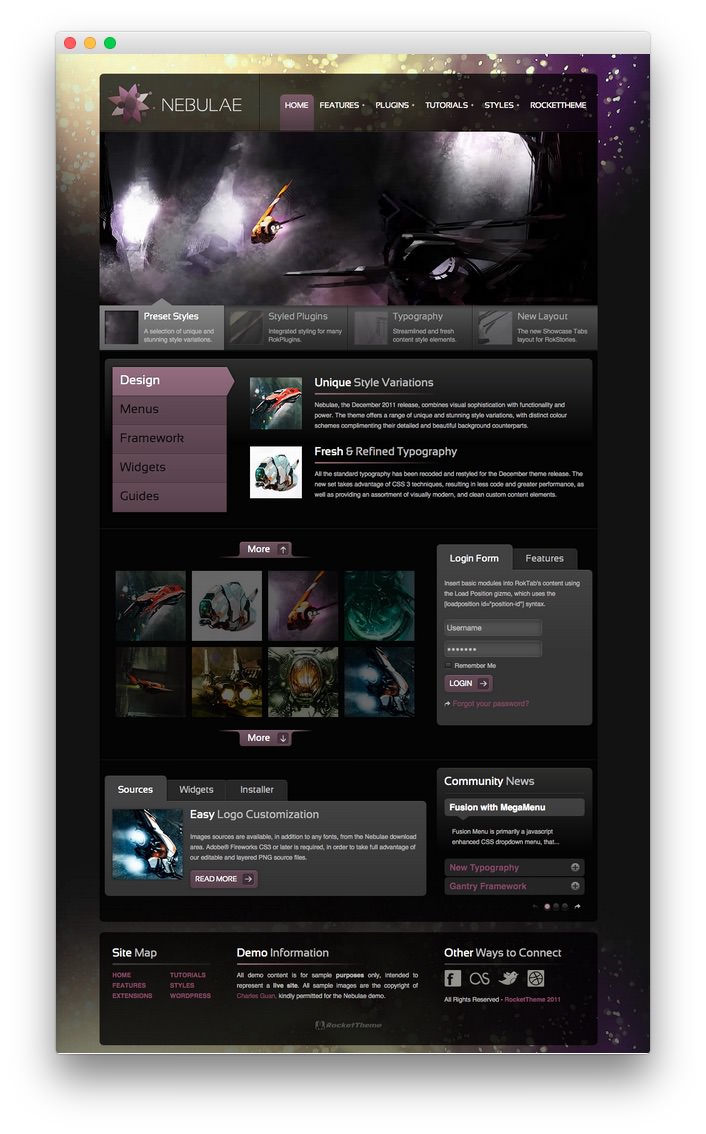 NEBULAE
HOME FEATURES + PLUGINS + TUTORIALS + STYLES + ROCKETTHEME
Preset Styles
A selection of unique and
stunning style variations.
Styled Plugins
Integrated styling for many
RokPlugins.
Typography
Streamlined and fresh
content style elements.
New Layout
The new Showcase Tabs
layout for RokStories.
Design
Menus
Framework
Widgets
Guides
Unique Style Variations
Nebulae, the December 2011 release, combines visual sophistication with functionality and
power. The theme offers a range of unique and stunning style variations, with distinct colour
schemes complimenting their detailed and beautiful background counterparts.
Fresh & Refined Typography
All the standard typography has been recoded and restyled for the December theme release. The
new set takes advantage of CSS 3 techniques, resulting in less code and greater performance, as
well as providing an assortment of visually modern, and clean custom content elements.
More
More
Login Form Features
Insert basic modules into RokTab's content using
the Load Position gizmo, which uses the
[loadposition id="position-id"] syntax.
Username
•••••••
Remember Me
LOGIN
Forgot your password?
Sources Widgets Installer
Easy Logo Customization
Images sources are available, in addition to any fonts, from the Nebulae download
area. Adobe® Fireworks CS3 or later is required, in order to take full advantage of
our editable and layered PNG source files.
READ MORE
Community News
Fusion with MegaMenu
Fusion Menu is primarily a javascript
enhanced CSS dropdown menu, that...
New Typography
Gantry Framework
Site Map
HOME TUTORIALS
FEATURES STYLES
EXTENSIONS WORDPRESS
Demo Information
All demo content is for sample purposes only, intended to
represent a live site. All sample images are the copyright of
Charles Guan, kindly permitted for the Nebulae demo.
Other Ways to Connect
All Rights Reserved - RocketTheme 2011
RocketTheme